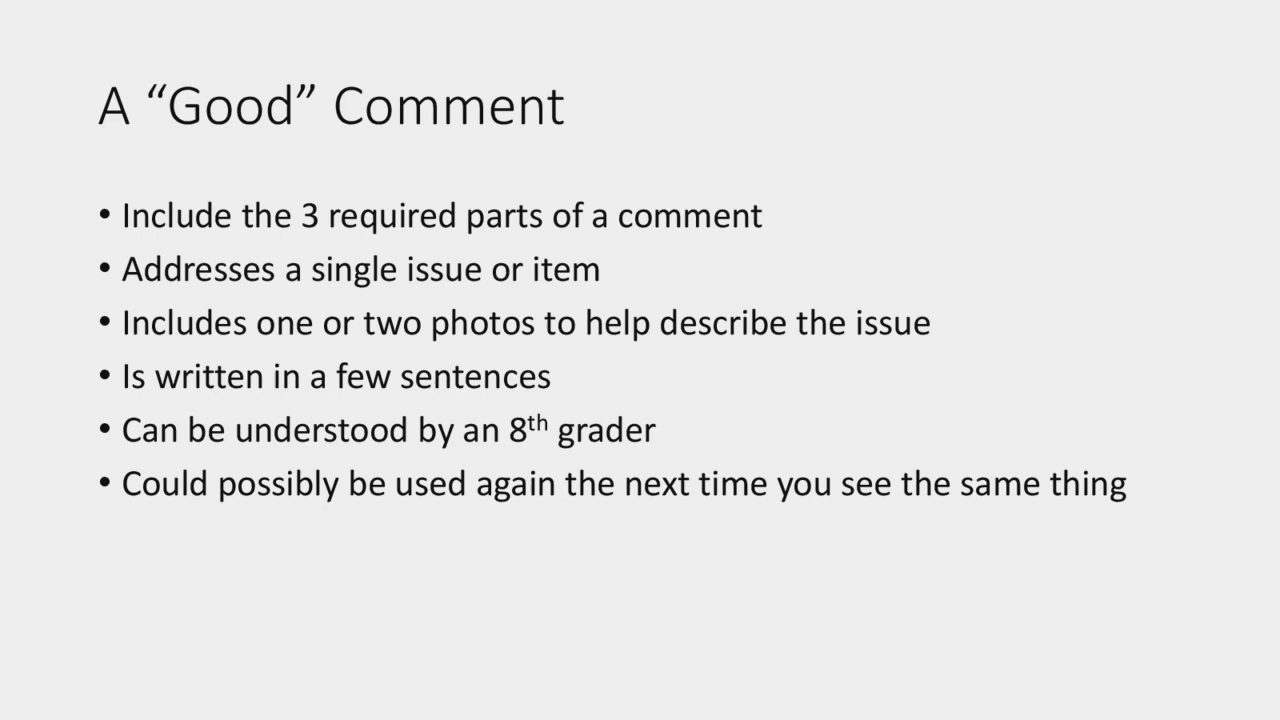 A “Good” Comment
• Include the 3 required parts of a comment
• Addresses a single issue or item
• Includes one or two photos to help describe the issue
• Is written in a few sentences
• Can be understood by an 8th grader
• Could possibly be used again the next time you see the same thing